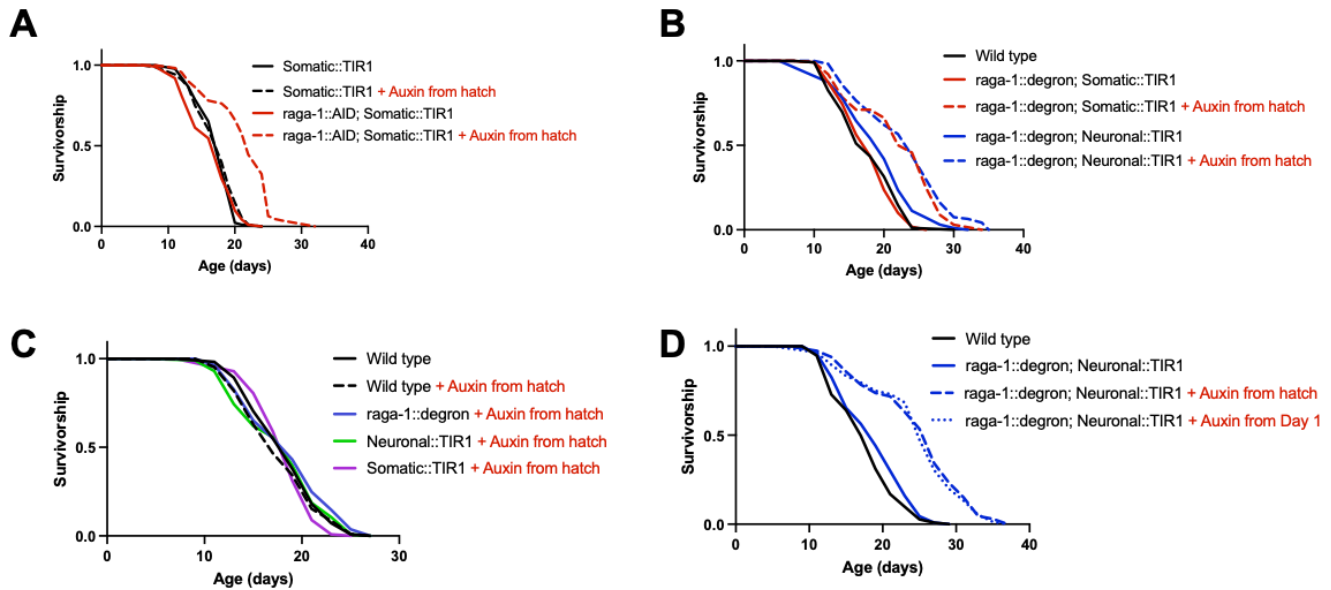 A
1.0
0.5
0.0
0
10
20
30
40
Survivorship
Age (days)
Somatic::TIR1
Somatic::TIR1 + Auxin from hatch
raga-1::AID; Somatic::TIR1
raga-1::AID; Somatic::TIR1 + Auxin from hatch
B
1.0
0.5
0.0
0
10
20
30
40
Survivorship
Age (days)
Wild type
raga-1::degron; Somatic::TIR1
raga-1::degron; Somatic::TIR1 + Auxin from hatch
raga-1::degron; Neuronal::TIR1
raga-1::degron; Neuronal::TIR1 + Auxin from hatch
C
1.0
0.5
0.0
0
10
20
30
Survivorship
Age (days)
Wild type
Wild type + Auxin from hatch
raga-1::degron + Auxin from hatch
Neuronal::TIR1 + Auxin from hatch
Somatic::TIR1 + Auxin from hatch
D
1.0
0.5
0.0
0
10
20
30
40
Survivorship
Age (days)
Wild type
raga-1::degron; Neuronal::TIR1
raga-1::degron; Neuronal::TIR1 + Auxin from hatch
raga-1::degron; Neuronal::TIR1 + Auxin from Day 1